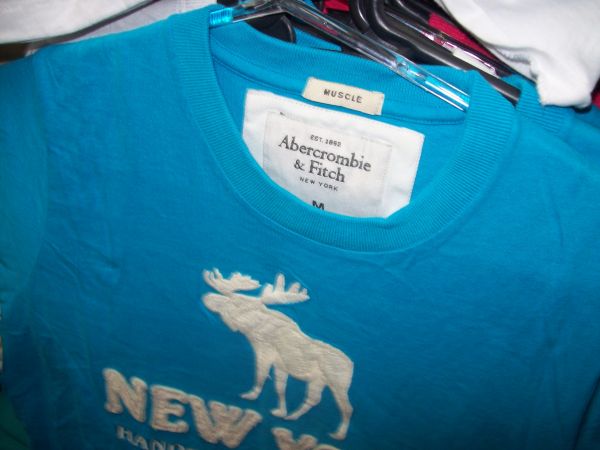 MUSCLE
EST. 1892
Abercrombie
& Fitch
NEW YORK
M
NEW